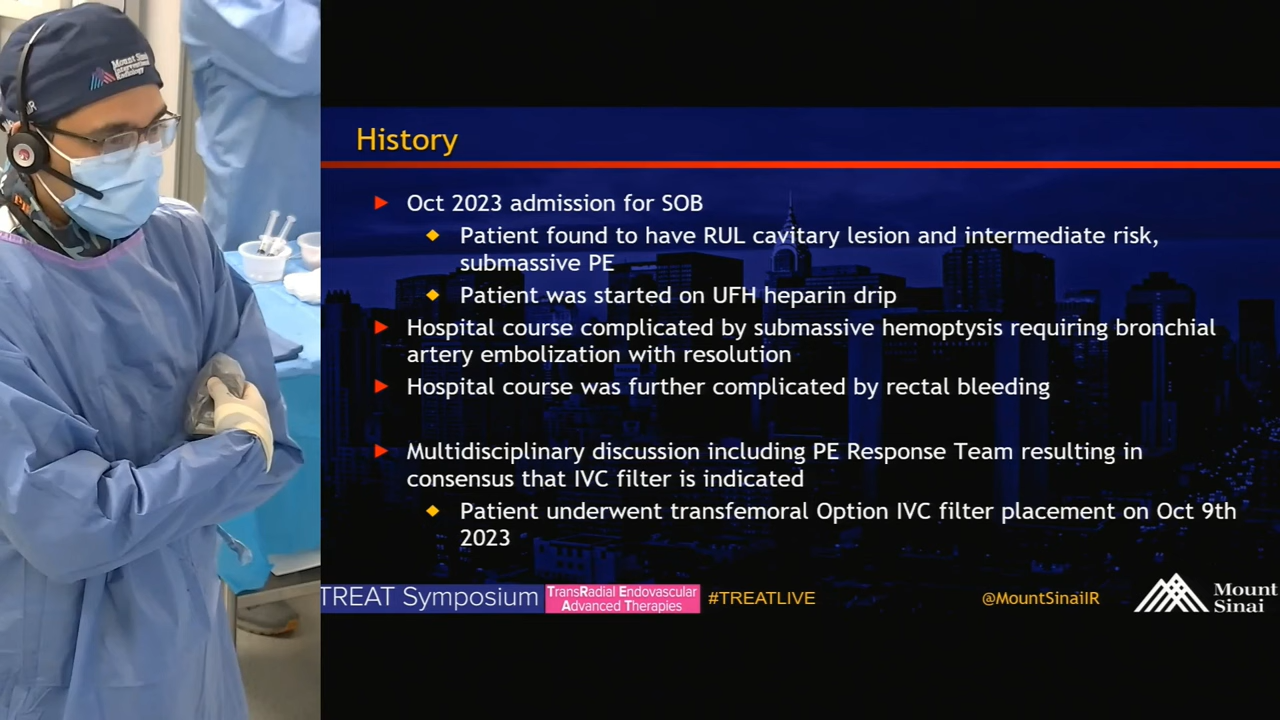 Mount Sinai
Interventional
Radiology
History
Oct 2023 admission for SOB
Patient found to have RUL cavitary lesion and intermediate risk,
submassive PE
Patient was started on UFH heparin drip
Hospital course complicated by submassive hemoptysis requiring bronchial
artery embolization with resolution
Hospital course was further complicated by rectal bleeding
Multidisciplinary discussion including PE Response Team resulting in
consensus that IVC filter is indicated
Patient underwent transfemoral Option IVC filter placement on Oct 9th
2023
TREAT Symposium
TransRadial Endovascular
Advanced Therapies
#TREATLIVE
@MountSinaiIR
Mount
Sinai